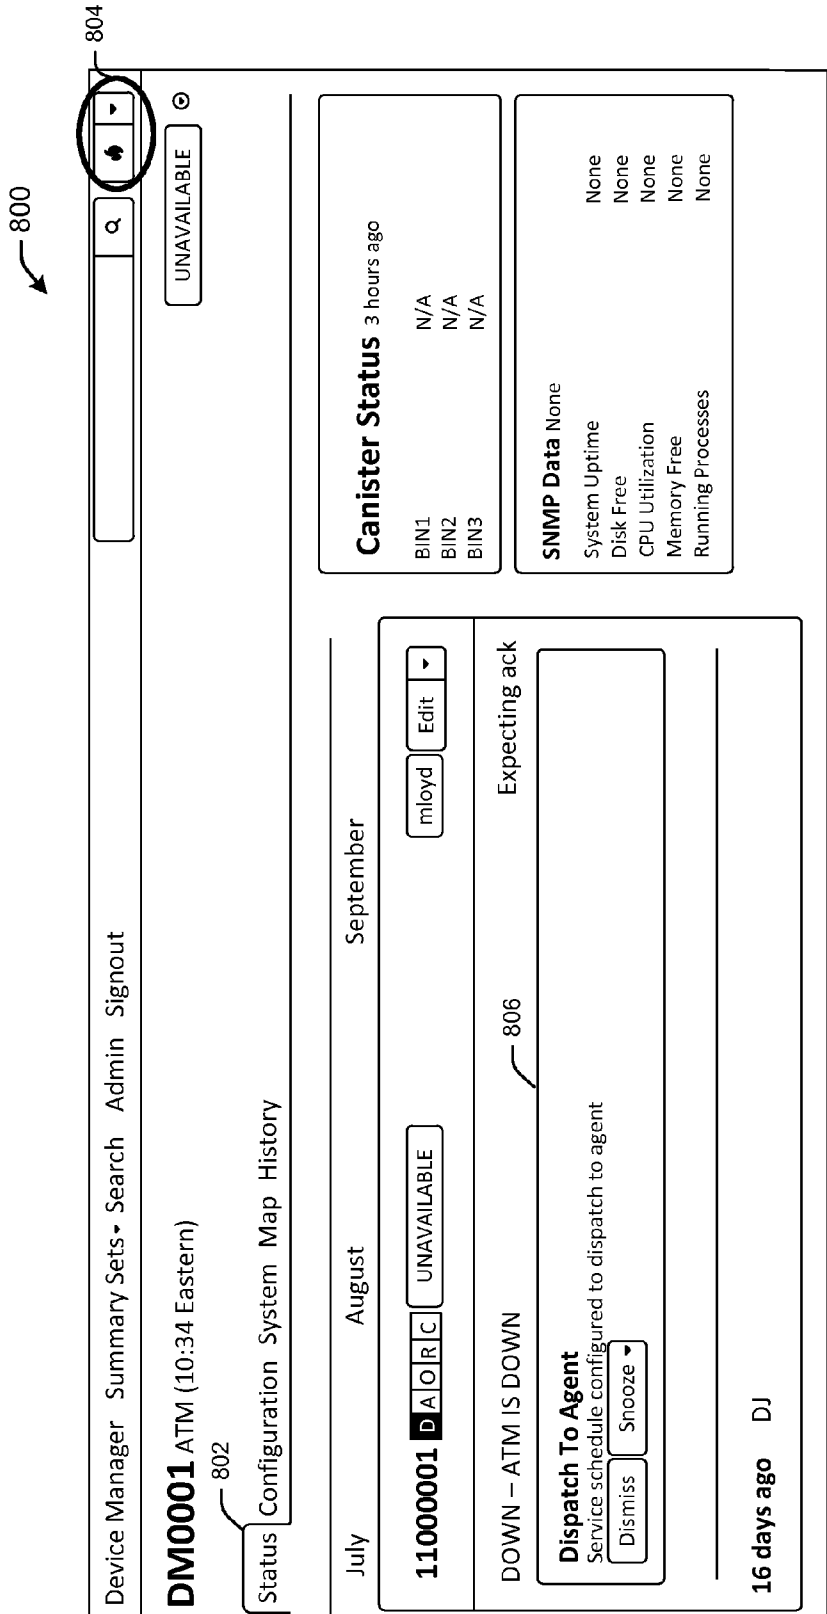 800
804
Device Manager Summary Sets Search Admin Signout
DM0001 ATM (10:34 Eastern)
UNAVAILABLE
802
Status Configuration System Map History
July August September
11000001 D A O R C UNAVAILABLE mloyd Edit
DOWN – ATM IS DOWN Expecting ack
806
Dispatch To Agent
Service schedule configured to dispatch to agent
Dismiss Snooze
16 days ago DJ
Canister Status 3 hours ago
BIN1 N/A
BIN2 N/A
BIN3 N/A
SNMP Data None
System Uptime None
Disk Free None
CPU Utilization None
Memory Free None
Running Processes None